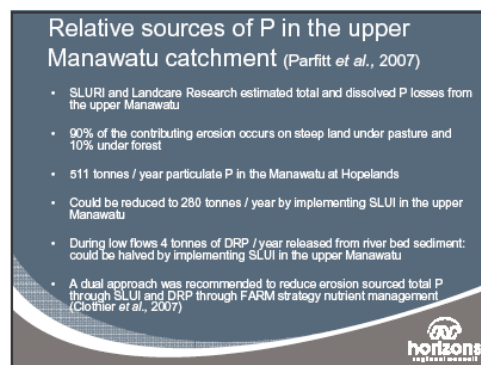 Relative sources of P in the upper
Manawatu catchment (Parfitt et al., 2007)
• SLURI and Landcare Research estimated total and dissolved P losses from
the upper Manawatu
• 90% of the contributing erosion occurs on steep land under pasture and
10% under forest
• 511 tonnes / year particulate P in the Manawatu at Hopelands
• Could be reduced to 280 tonnes / year by implementing SLUI in the upper
Manawatu
• During low flows 4 tonnes of DRP / year released from river bed sediment:
could be halved by implementing SLUI in the upper Manawatu
• A dual approach was recommended to reduce erosion sourced total P
through SLUI and DRP through FARM strategy nutrient management
(Clothier et al., 2007)
horizons
regional council